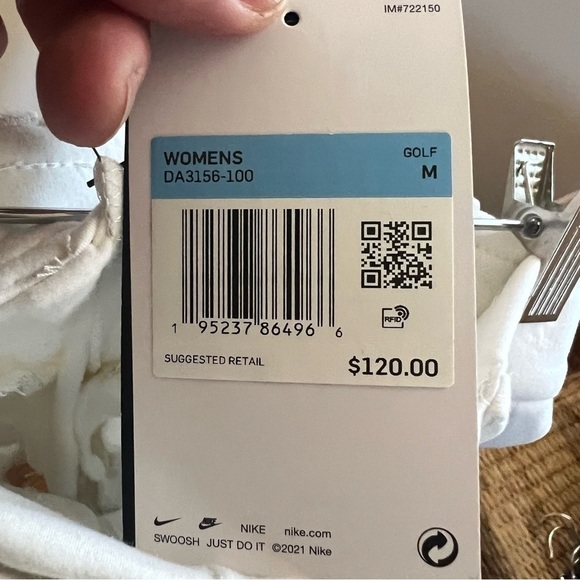 IM#722150
WOMENS GOLF
DA3156-100 M
1 95237 86496 6
RFID
SUGGESTED RETAIL $120.00
NIKE nike.com
SWOOSH JUST DO IT ©2021 Nike